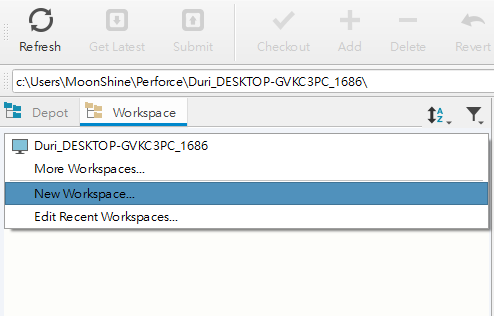 Refresh Get Latest Submit Checkout Add Delete Revert
c:\Users\MoonShine\Perforce\Duri_DESKTOP-GVKC3PC_1686\
Depot Workspace A Z
Duri_DESKTOP-GVKC3PC_1686
More Workspaces...
New Workspace...
Edit Recent Workspaces...